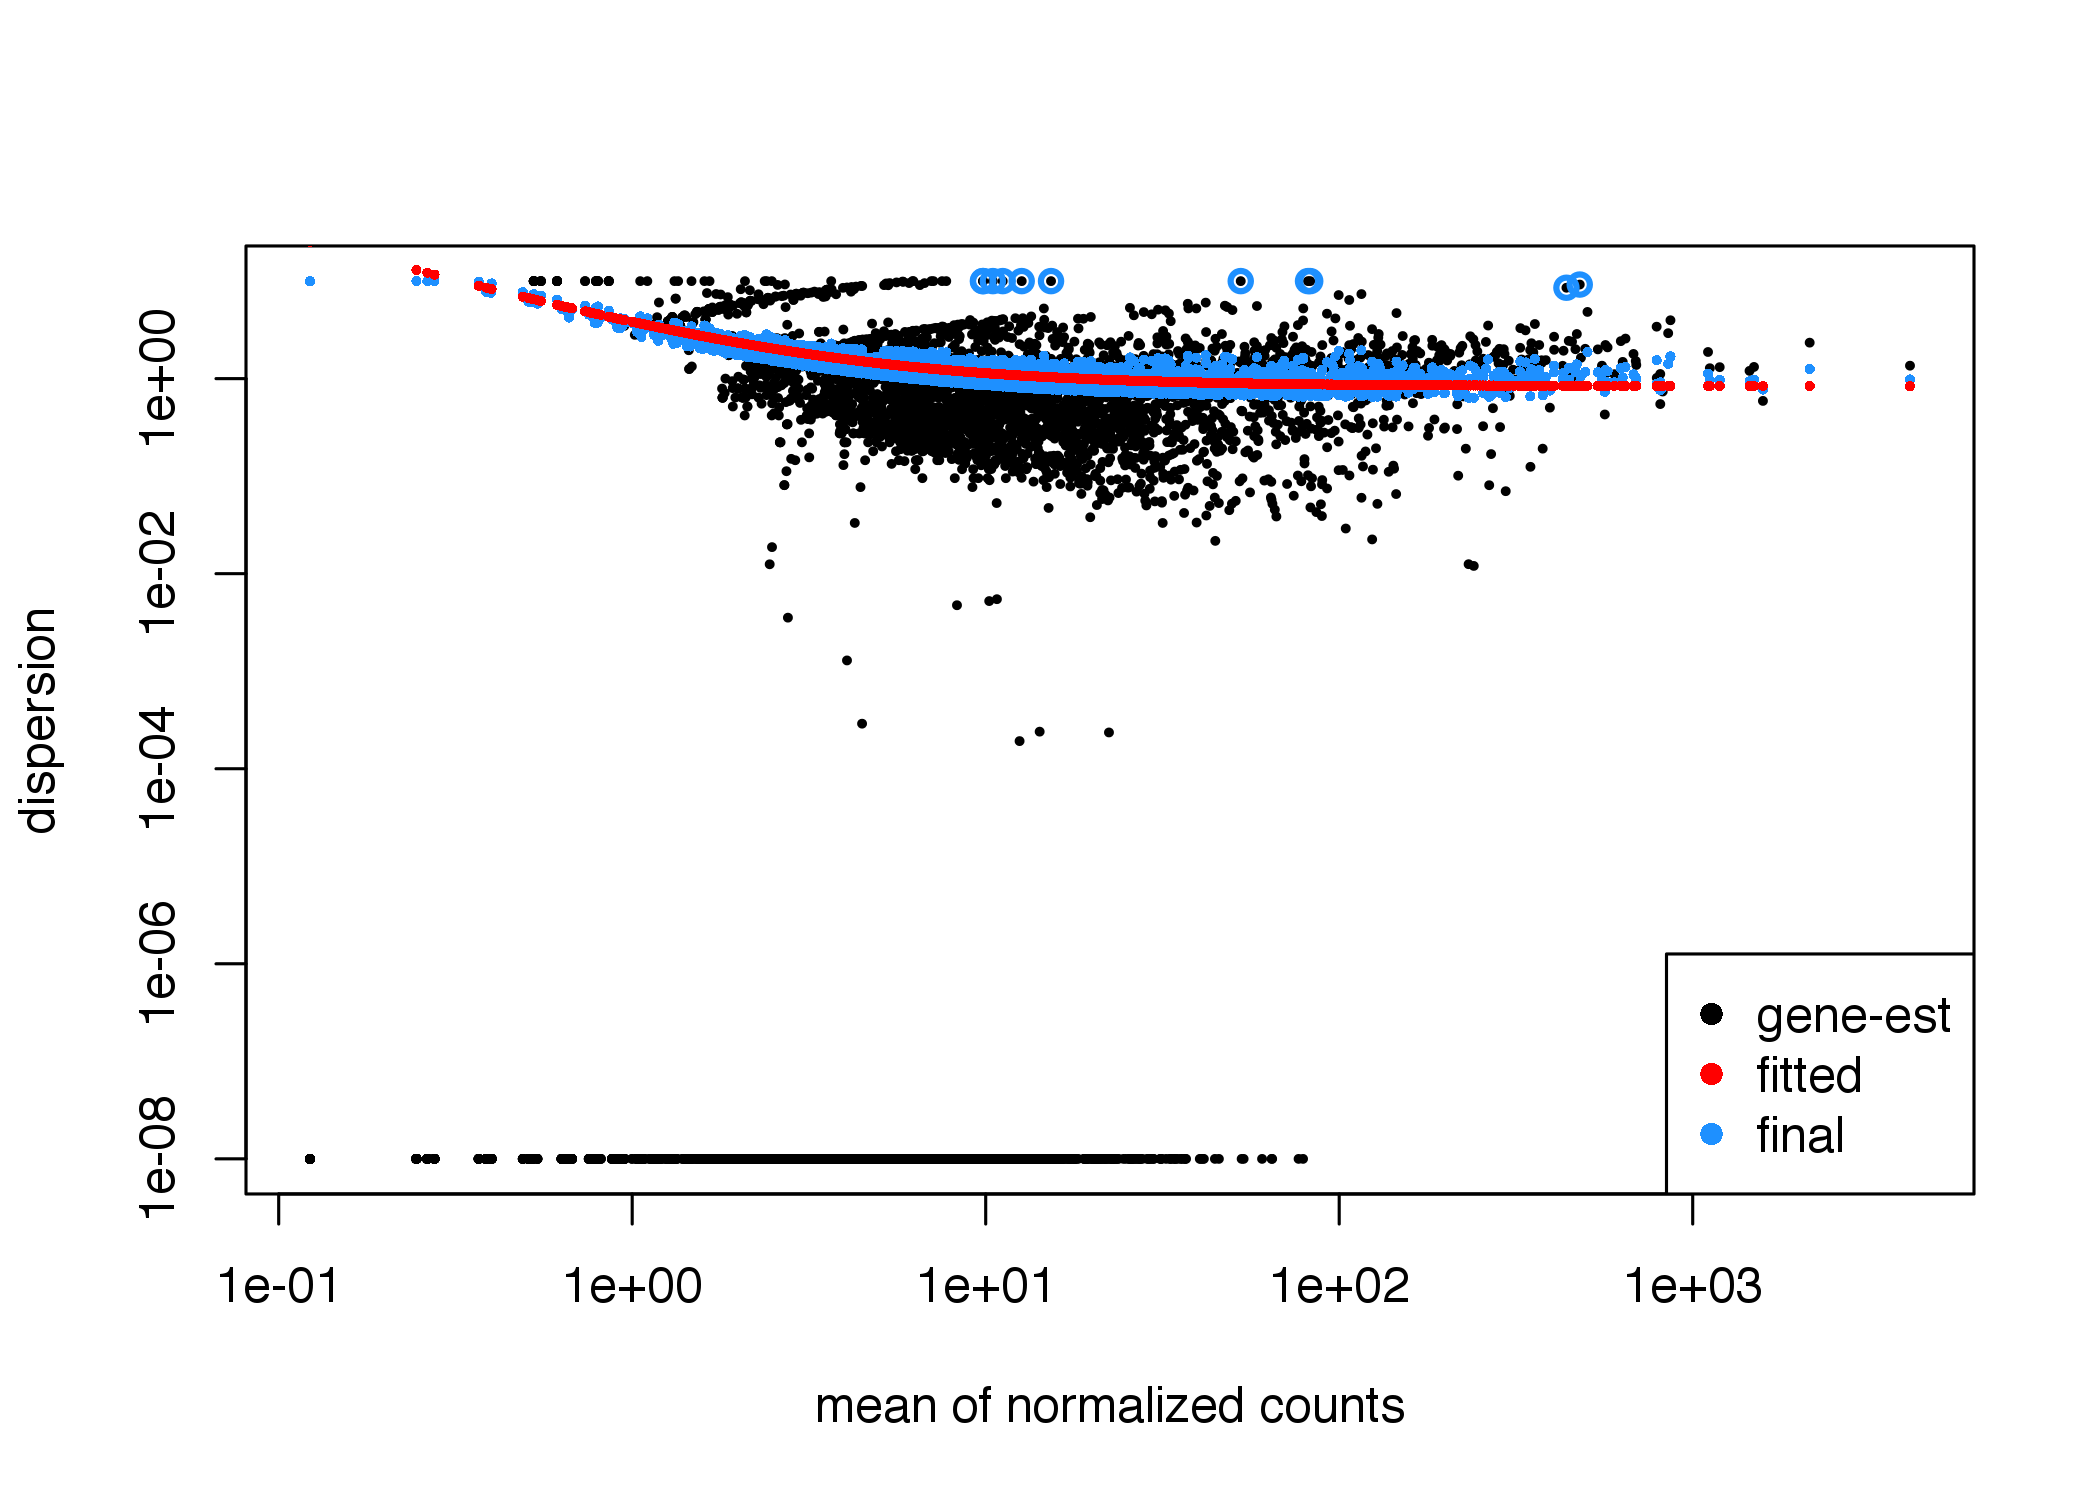 dispersion
1e+00
1e-02
1e-04
1e-06
1e-08
gene-est
fitted
final
1e-01
1e+00
1e+01
1e+02
1e+03
mean of normalized counts